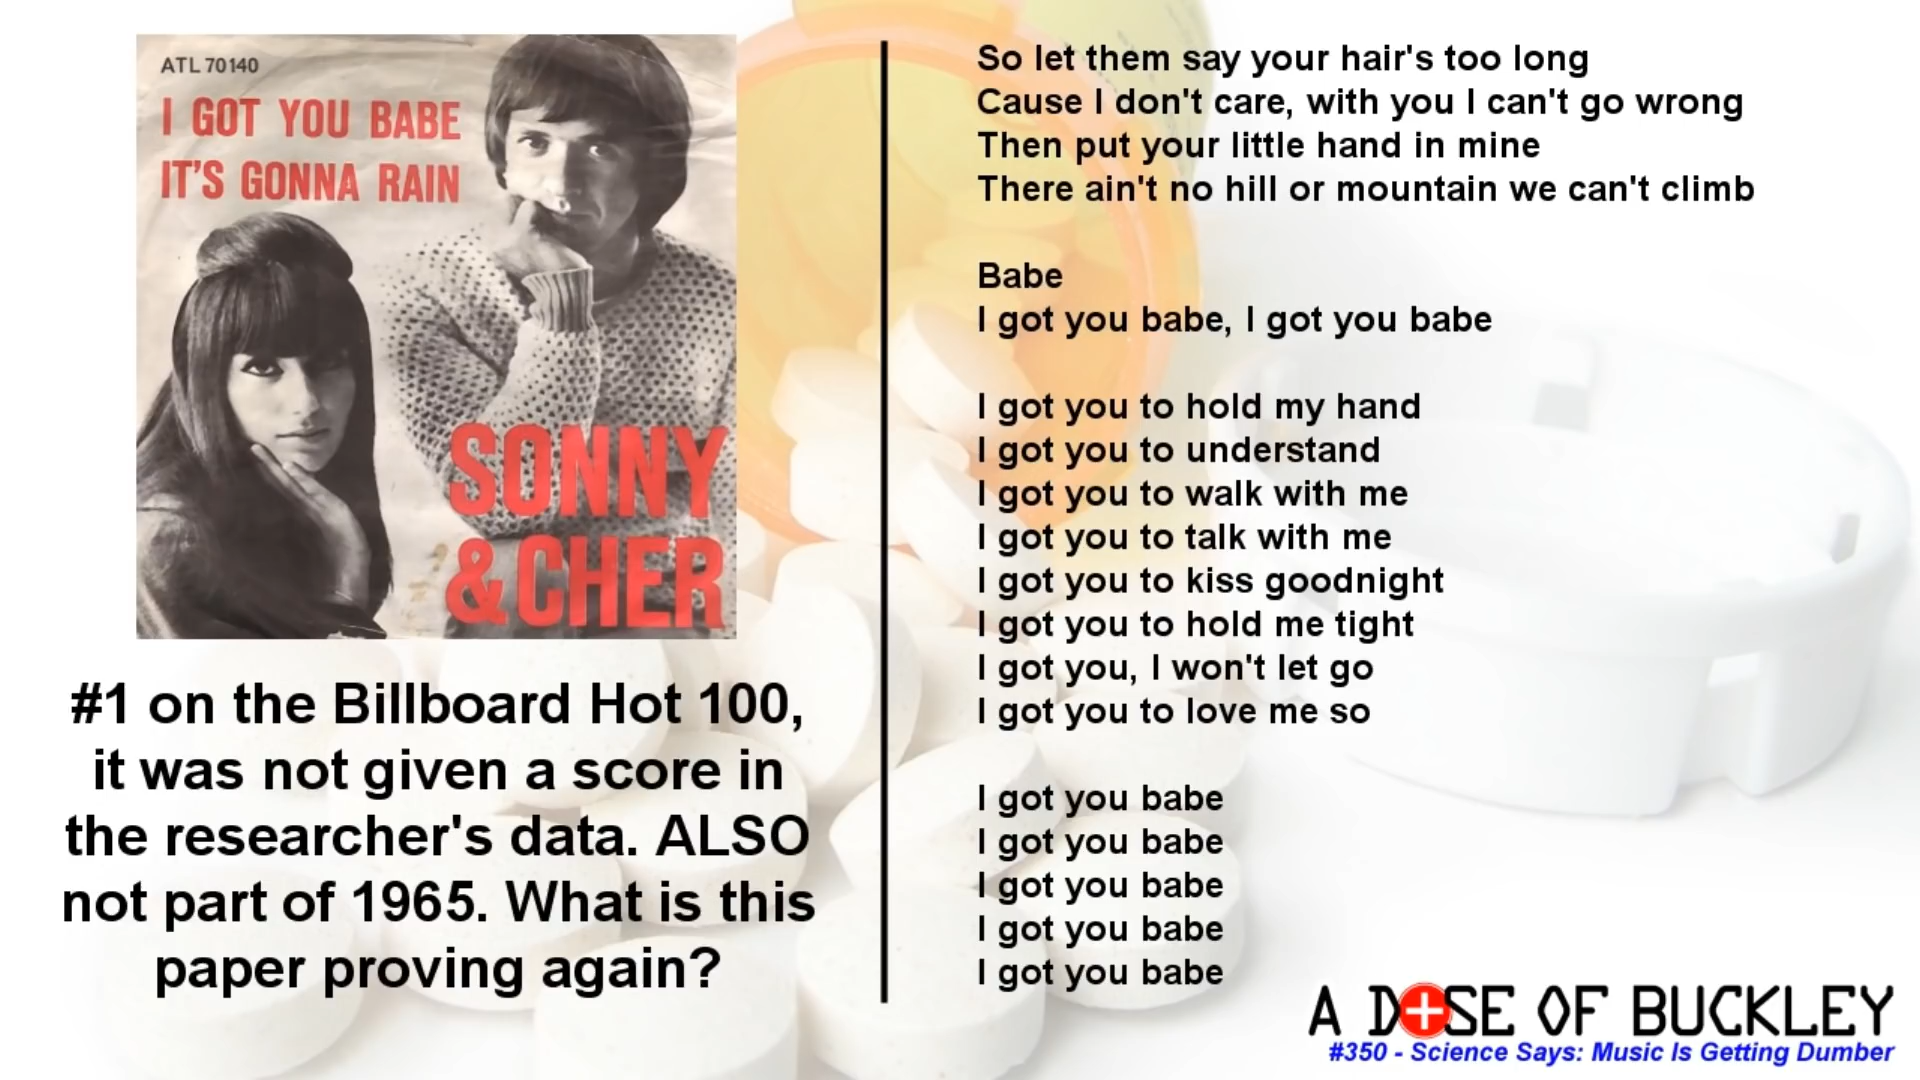 ATL 70140
I GOT YOU BABE
IT'S GONNA RAIN
SONNY
& CHER
#1 on the Billboard Hot 100,
it was not given a score in
the researcher's data. ALSO
not part of 1965. What is this
paper proving again?
So let them say your hair's too long
Cause I don't care, with you I can't go wrong
Then put your little hand in mine
There ain't no hill or mountain we can't climb
Babe
I got you babe, I got you babe
I got you to hold my hand
I got you to understand
I got you to walk with me
I got you to talk with me
I got you to kiss goodnight
I got you to hold me tight
I got you, I won't let go
I got you to love me so
I got you babe
I got you babe
I got you babe
I got you babe
I got you babe
A DOSE OF BUCKLEY
#350 - Science Says: Music Is Getting Dumber